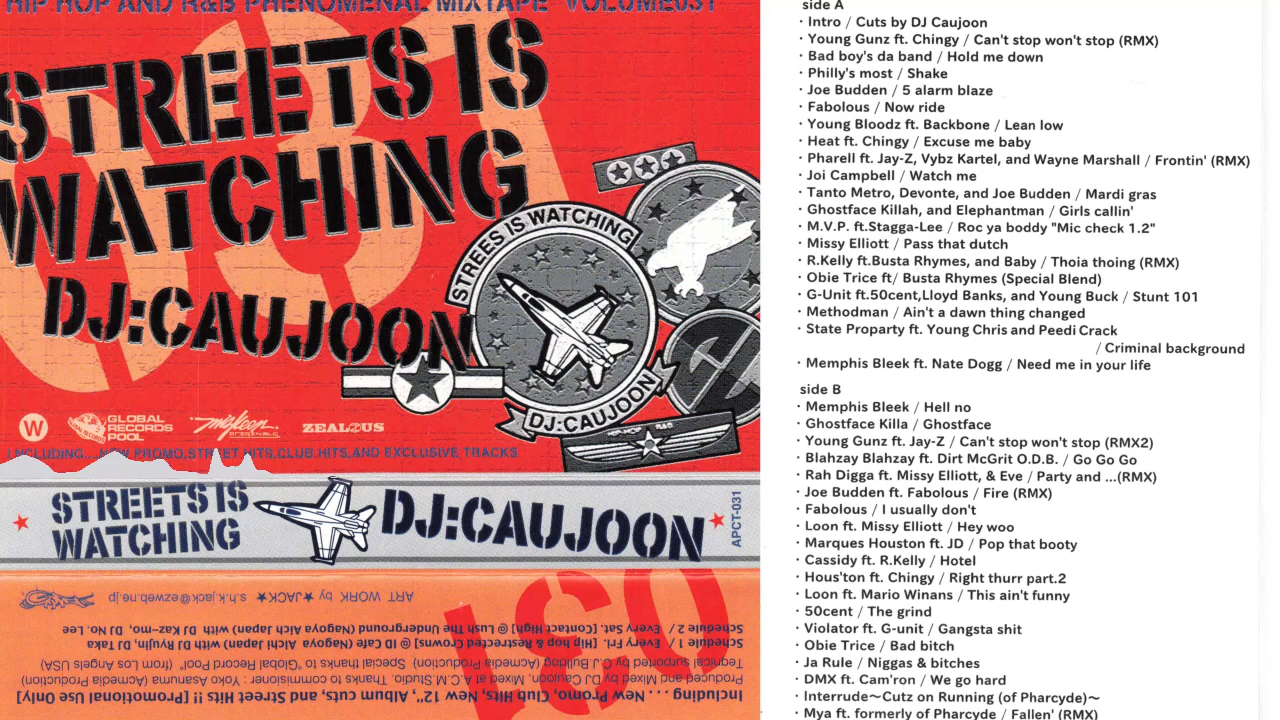 HIP HOP AND R&B PHENOMENAL MIXTAPE VOLUME031
STREETS IS
WATCHING
DJ:CAUJOON
031
STREES IS WATCHING
DJ:CAUJOON
HIP-HOP R&B
W
GLOBAL
RECORDS
POOL
ZEALOUS
INCLUDING....NEW PROMO,STREET HITS,CLUB HITS,AND EXCLUSIVE TRACKS
STREETS IS
WATCHING
DJ:CAUJOON
APCT-031
031
Including . . . New Promo, Club Hits, New 12", Album cuts, and Street Hits !! [Promotional Use Only]
Produced and Mixed by DJ Caujoon, Mixed at A.C.M.Studio. Thanks to commisioner : Yoko Asanuma (Acmedia Production)
Teqnical surported by C.J.Bulldog (Acmedia Production) Special thanks to "Global Record Pool" (from Los Angels USA)
Schedule 1 / Every Fri. [Hip hop & Restrected Crowns] @ ID Cafe (Nagoya Aich Japan) with DJ Ryujin, DJ Taka
Schedule 2 / Every Sat. [Contact High] @ Lush The Underground (Nagoya Aich Japan) with DJ Kaz-mo, DJ No. Lee
ART WORK by ★JACK★ s.h.k.jack@ezweb.ne.jp
side A
・Intro / Cuts by DJ Caujoon
・Young Gunz ft. Chingy / Can't stop won't stop (RMX)
・Bad boy's da band / Hold me down
・Philly's most / Shake
・Joe Budden / 5 alarm blaze
・Fabolous / Now ride
・Young Bloodz ft. Backbone / Lean low
・Heat ft. Chingy / Excuse me baby
・Pharell ft. Jay-Z, Vybz Kartel, and Wayne Marshall / Frontin' (RMX)
・Joi Campbell / Watch me
・Tanto Metro, Devonte, and Joe Budden / Mardi gras
・Ghostface Killah, and Elephantman / Girls callin'
・M.V.P. ft.Stagga-Lee / Roc ya boddy "Mic check 1.2"
・Missy Elliott / Pass that dutch
・R.Kelly ft.Busta Rhymes, and Baby / Thoia thoing (RMX)
・Obie Trice ft/ Busta Rhymes (Special Blend)
・G-Unit ft.50cent,Lloyd Banks, and Young Buck / Stunt 101
・Methodman / Ain't a dawn thing changed
・State Proparty ft. Young Chris and Peedi Crack
/ Criminal background
・Memphis Bleek ft. Nate Dogg / Need me in your life
side B
・Memphis Bleek / Hell no
・Ghostface Killa / Ghostface
・Young Gunz ft. Jay-Z / Can't stop won't stop (RMX2)
・Blahzay Blahzay ft. Dirt McGrit O.D.B. / Go Go Go
・Rah Digga ft. Missy Elliott, & Eve / Party and ...(RMX)
・Joe Budden ft. Fabolous / Fire (RMX)
・Fabolous / I usually don't
・Loon ft. Missy Elliott / Hey woo
・Marques Houston ft. JD / Pop that booty
・Cassidy ft. R.Kelly / Hotel
・Hous'ton ft. Chingy / Right thurr part.2
・Loon ft. Mario Winans / This ain't funny
・50cent / The grind
・Violator ft. G-unit / Gangsta shit
・Obie Trice / Bad bitch
・Ja Rule / Niggas & bitches
・DMX ft. Cam'ron / We go hard
・Interrude～Cutz on Running (of Pharcyde)～
・Mya ft. formerly of Pharcyde / Fallen' (RMX)